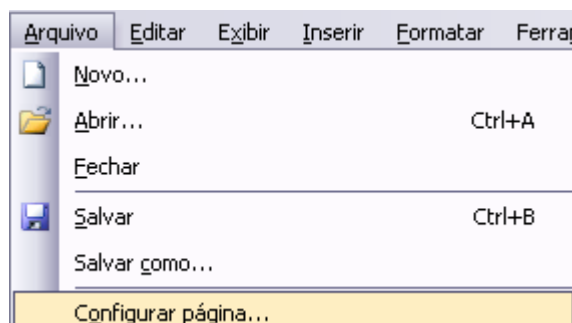 Arquivo Editar Exibir Inserir Formatar
Novo...
Abrir... Ctrl+A
Fechar
Salvar Ctrl+B
Salvar como...
Configurar página...